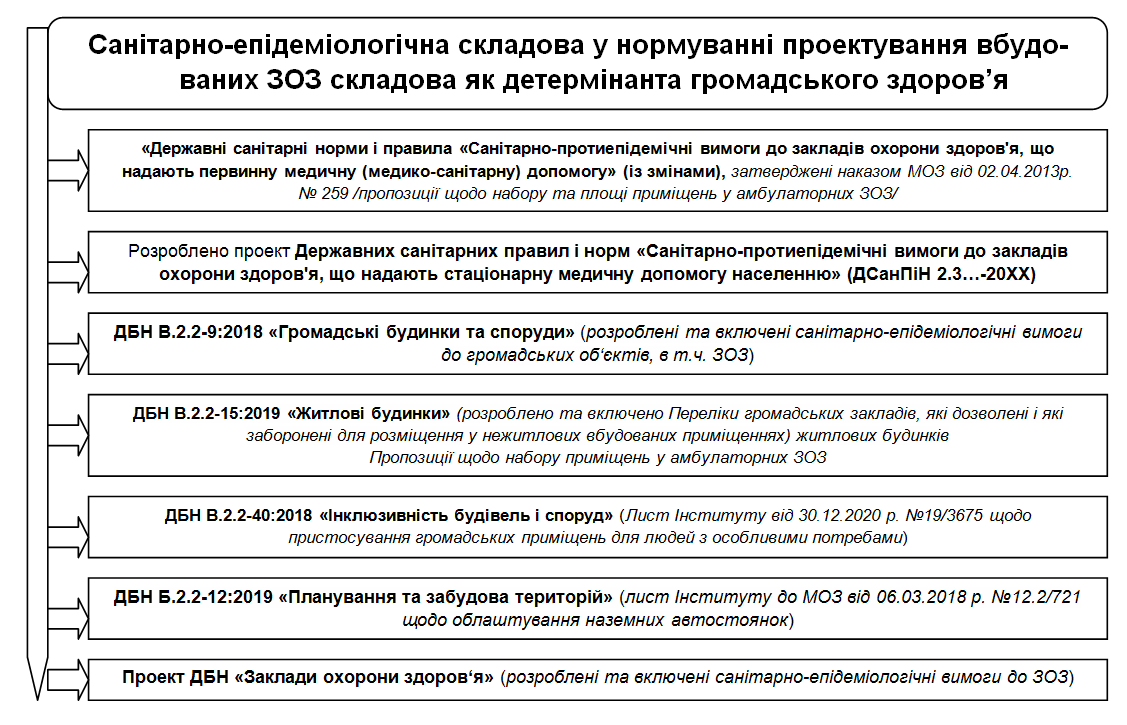 Санітарно-епідеміологічна складова у нормуванні проектування вбудо-
ваних ЗОЗ складова як детермінанта громадського здоров’я
«Державні санітарні норми і правила «Санітарно-протиепідемічні вимоги до закладів охорони здоров'я, що
надають первинну медичну (медико-санітарну) допомогу» (із змінами), затверджені наказом МОЗ від 02.04.2013р.
№ 259 /пропозиції щодо набору та площі приміщень у амбулаторних ЗОЗ/
Розроблено проект Державних санітарних правил і норм «Санітарно-протиепідемічні вимоги до закладів
охорони здоров'я, що надають стаціонарну медичну допомогу населенню» (ДСанПіН 2.3…-20ХХ)
ДБН В.2.2-9:2018 «Громадські будинки та споруди» (розроблені та включені санітарно-епідеміологічні вимоги
до громадських об‘єктів, в т.ч. ЗОЗ)
ДБН В.2.2-15:2019 «Житлові будинки» (розроблено та включено Переліки громадських закладів, які дозволені і які
заборонені для розміщення у нежитлових вбудованих приміщеннях) житлових будинків
Пропозиції щодо набору приміщень у амбулаторних ЗОЗ
ДБН В.2.2-40:2018 «Інклюзивність будівель і споруд» (Лист Інституту від 30.12.2020 р. №19/3675 щодо
пристосування громадських приміщень для людей з особливими потребами)
ДБН Б.2.2-12:2019 «Планування та забудова територій» (лист Інституту до МОЗ від 06.03.2018 р. №12.2/721
щодо облаштування наземних автостоянок)
Проект ДБН «Заклади охорони здоров‘я» (розроблені та включені санітарно-епідеміологічні вимоги до ЗОЗ)